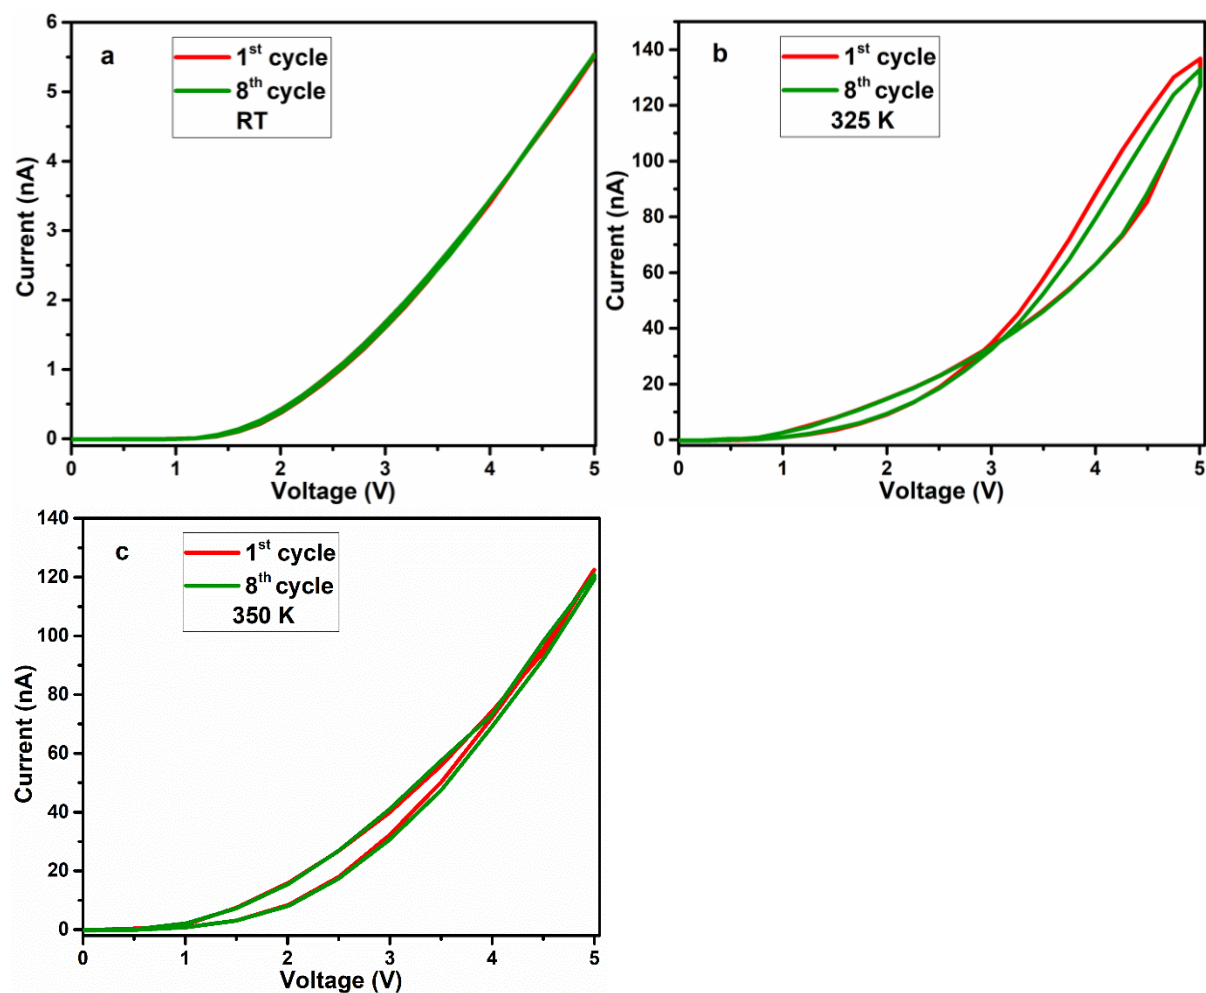 a
1st cycle
8th cycle
RT
Current (nA)
6
5
4
3
2
1
0
0 1 2 3 4 5
Voltage (V)
b
1st cycle
8th cycle
325 K
Current (nA)
140
120
100
80
60
40
20
0
0 1 2 3 4 5
Voltage (V)
c
1st cycle
8th cycle
350 K
Current (nA)
140
120
100
80
60
40
20
0
0 1 2 3 4 5
Voltage (V)